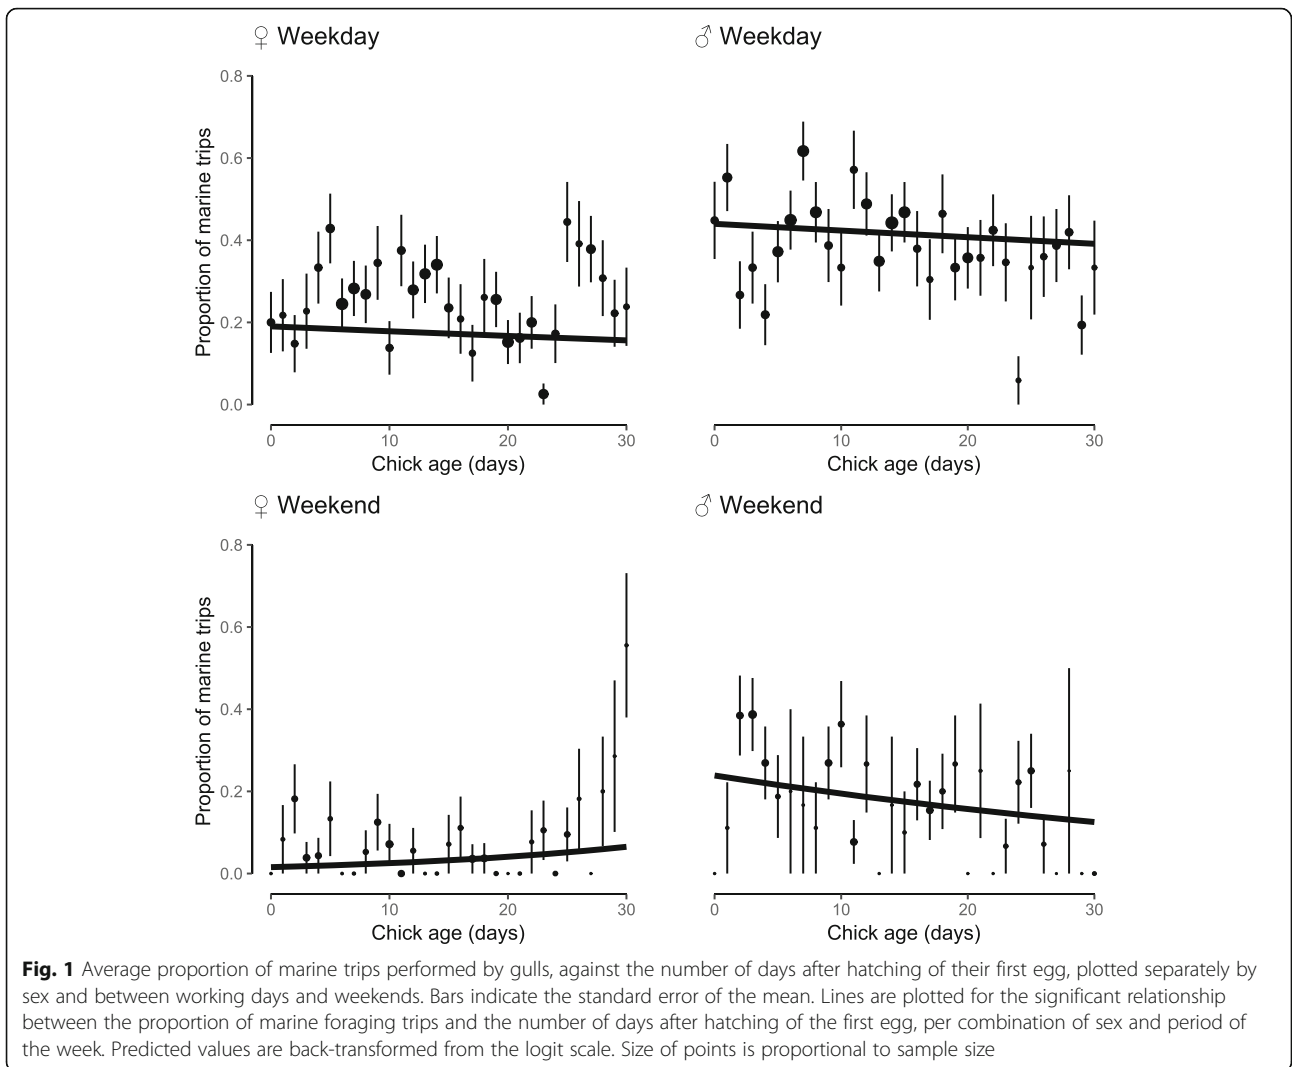 ♀ Weekday
♂ Weekday
Proportion of marine trips
0.8
0.6
0.4
0.2
0.0
0 10 20 30
Chick age (days)
0 10 20 30
Chick age (days)
♀ Weekend
♂ Weekend
Proportion of marine trips
0.8
0.6
0.4
0.2
0.0
0 10 20 30
Chick age (days)
0 10 20 30
Chick age (days)
Fig. 1 Average proportion of marine trips performed by gulls, against the number of days after hatching of their first egg, plotted separately by
sex and between working days and weekends. Bars indicate the standard error of the mean. Lines are plotted for the significant relationship
between the proportion of marine foraging trips and the number of days after hatching of the first egg, per combination of sex and period of
the week. Predicted values are back-transformed from the logit scale. Size of points is proportional to sample size